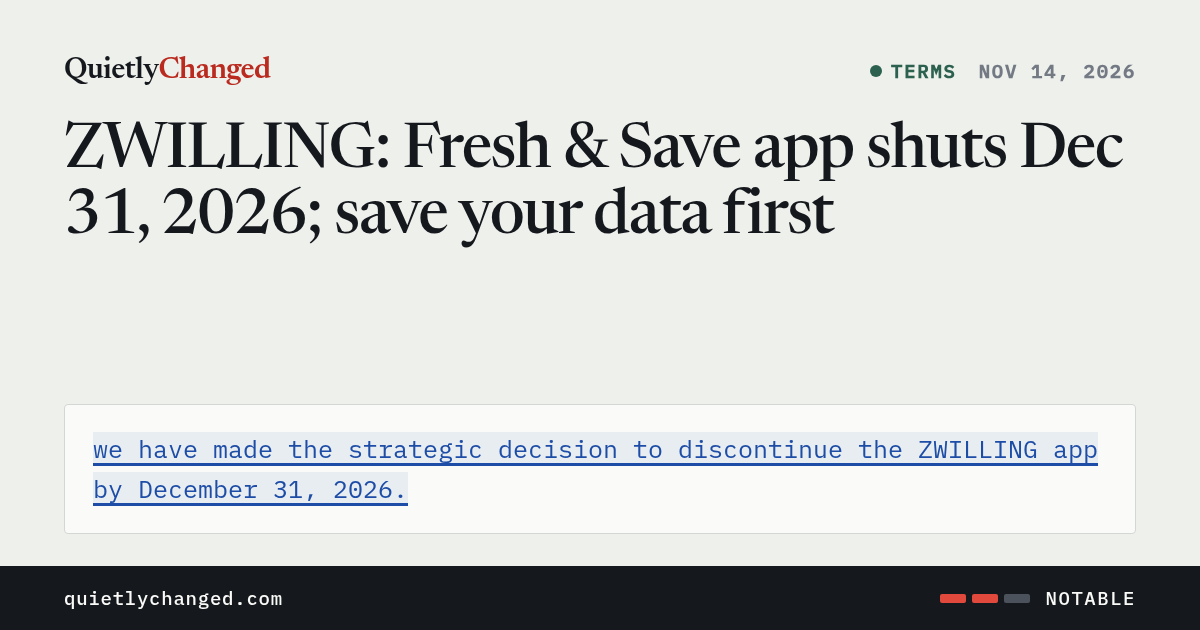 QuietlyChanged
TERMS NOV 14, 2026
ZWILLING: Fresh & Save app shuts Dec
31, 2026; save your data first
we have made the strategic decision to discontinue the ZWILLING app
by December 31, 2026.
quietlychanged.com
NOTABLE